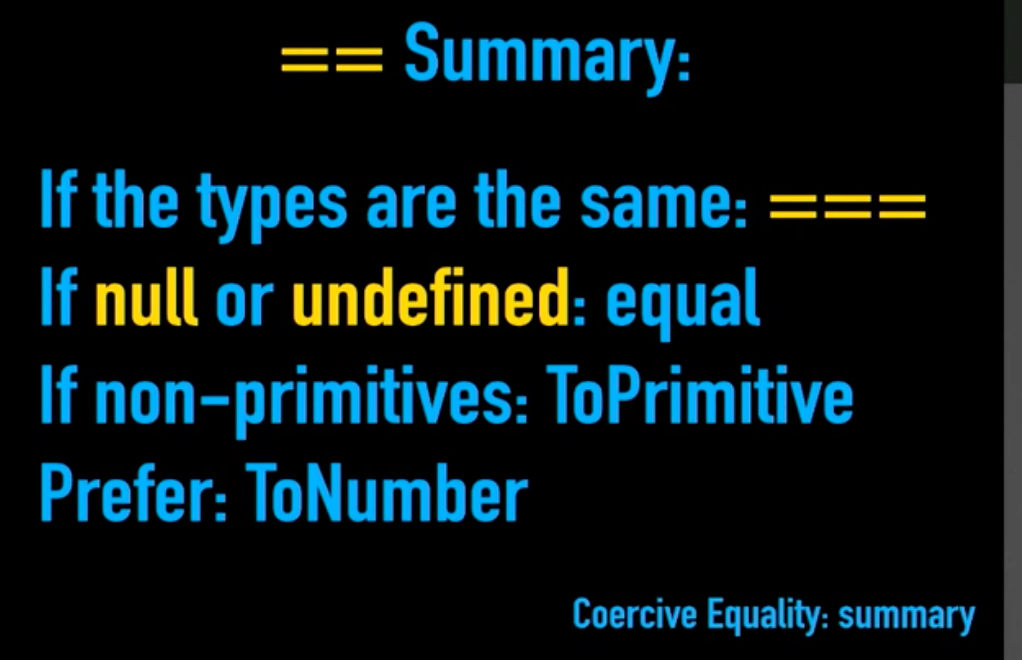 == Summary:
If the types are the same: ===
If null or undefined: equal
If non-primitives: ToPrimitive
Prefer: ToNumber
Coercive Equality: summary